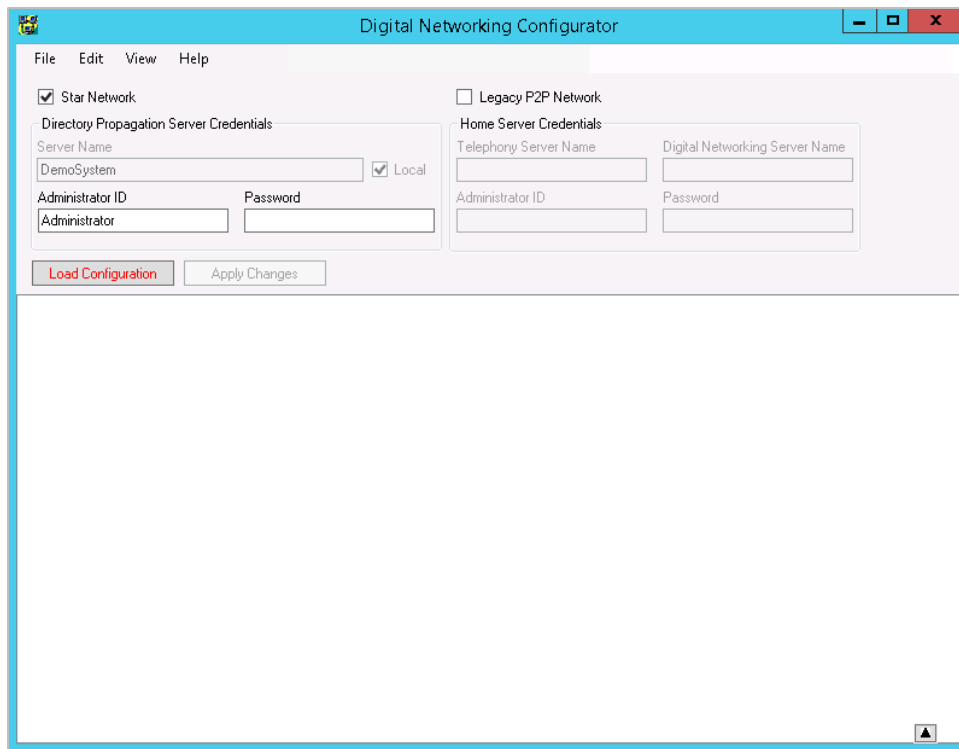 Digital Networking Configurator
File Edit View Help
Star Network
Legacy P2P Network
Directory Propagation Server Credentials
Home Server Credentials
Server Name
Telephony Server Name
Digital Networking Server Name
DemoSystem
Local
Administrator ID
Password
Administrator ID
Password
Administrator
Load Configuration
Apply Changes